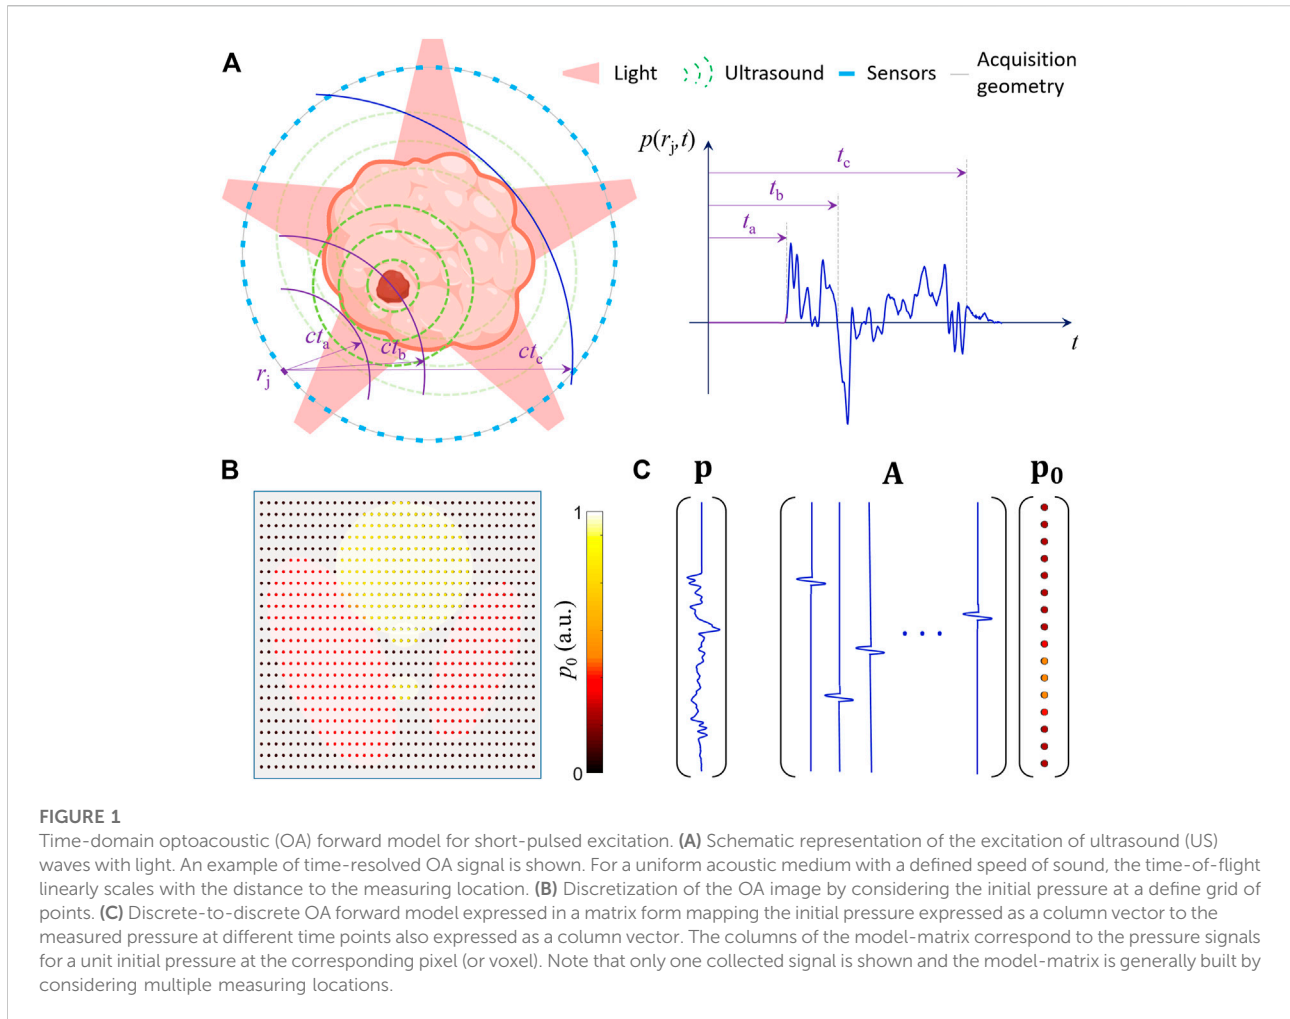 A
Light
Ultrasound
Sensors
Acquisition
geometry
p(rj,t)
tc
tb
ta
t
cta
ctb
ctc
rj
B
1
p0 (a.u.)
0
C
p
A
p0
FIGURE 1
Time-domain optoacoustic (OA) forward model for short-pulsed excitation. (A) Schematic representation of the excitation of ultrasound (US)
waves with light. An example of time-resolved OA signal is shown. For a uniform acoustic medium with a defined speed of sound, the time-of-flight
linearly scales with the distance to the measuring location. (B) Discretization of the OA image by considering the initial pressure at a define grid of
points. (C) Discrete-to-discrete OA forward model expressed in a matrix form mapping the initial pressure expressed as a column vector to the
measured pressure at different time points also expressed as a column vector. The columns of the model-matrix correspond to the pressure signals
for a unit initial pressure at the corresponding pixel (or voxel). Note that only one collected signal is shown and the model-matrix is generally built by
considering multiple measuring locations.